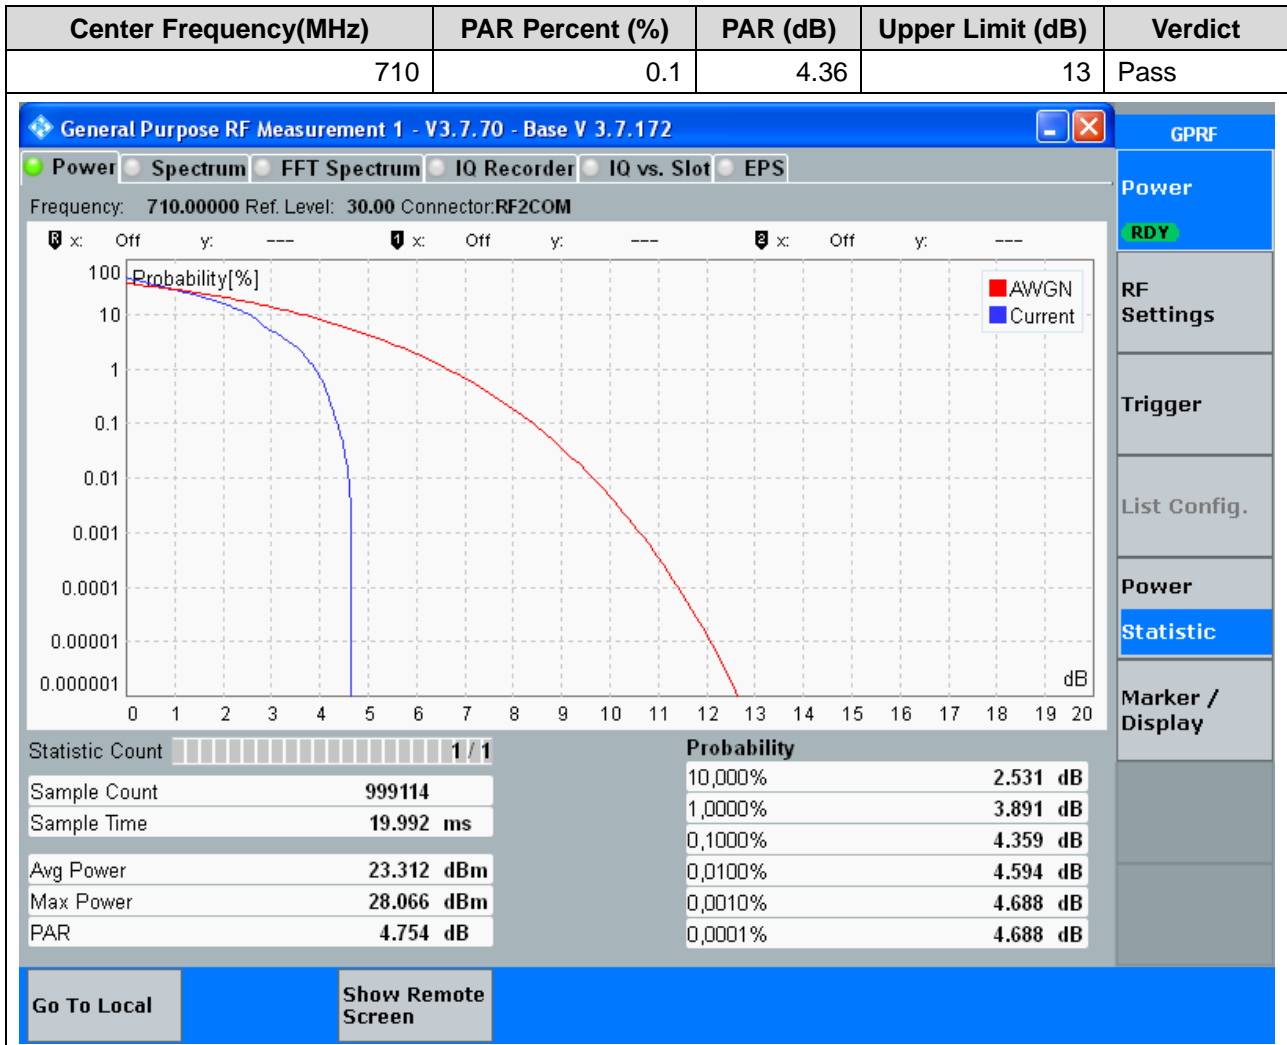 Center Frequency(MHz) PAR Percent (%) PAR (dB) Upper Limit (dB) Verdict
710 0.1 4.36 13 Pass
General Purpose RF Measurement 1 - V3.7.70 - Base V 3.7.172
GPRF
Power Spectrum FFT Spectrum IQ Recorder IQ vs. Slot EPS
Power
RDY
Frequency: 710.00000 Ref. Level: 30.00 Connector:RF2COM
R x: Off y: --- 1 x: Off y: --- 2 x: Off y: ---
Probability[%]
AWGN
Current
100
10
1
0.1
0.01
0.001
0.0001
0.00001
0.000001
dB
0 1 2 3 4 5 6 7 8 9 10 11 12 13 14 15 16 17 18 19 20
RF
Settings
Trigger
List Config.
Power
Statistic
Marker /
Display
Statistic Count 1 / 1
Sample Count 999114
Sample Time 19.992 ms
Avg Power 23.312 dBm
Max Power 28.066 dBm
PAR 4.754 dB
Probability
10,000% 2.531 dB
1,0000% 3.891 dB
0,1000% 4.359 dB
0,0100% 4.594 dB
0,0010% 4.688 dB
0,0001% 4.688 dB
Go To Local
Show Remote
Screen